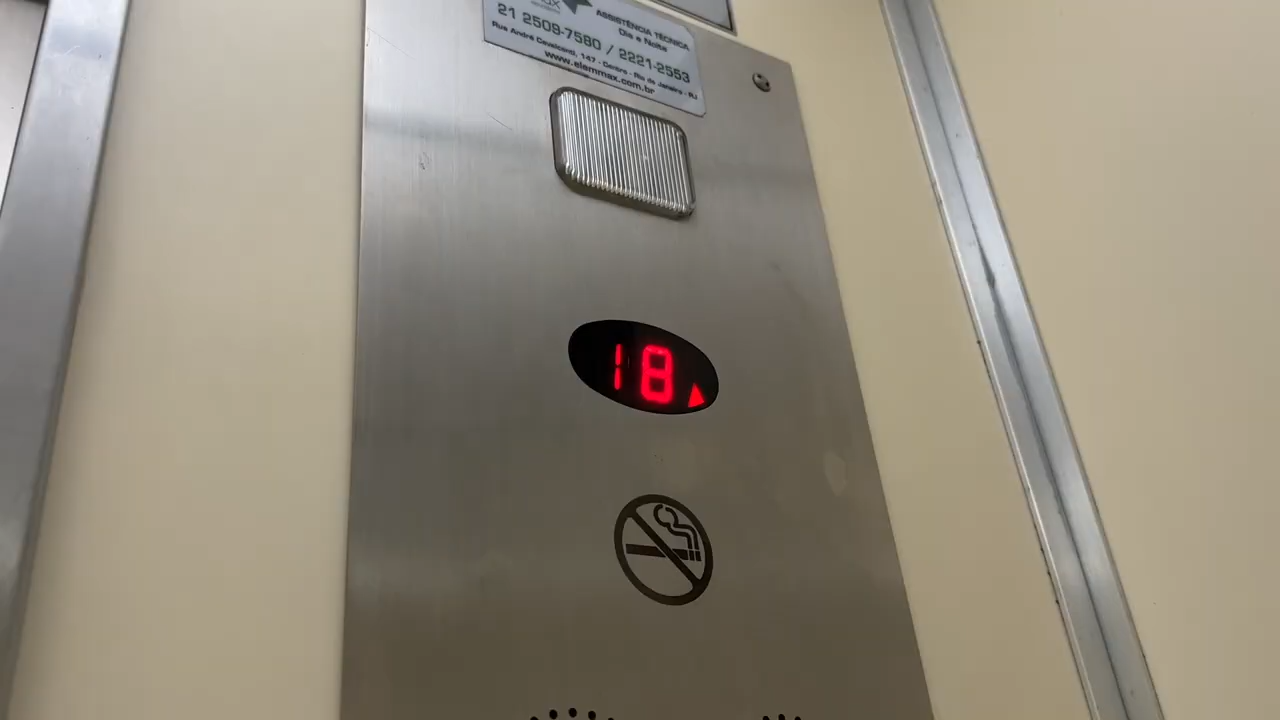 ASSISTÊNCIA TÉCNICA
Dia e Noite
21 2509-7580 / 2221-2553
Rua André Cavalcanti, 147 - Centro - Rio de Janeiro - RJ
www.elemmax.com.br
18